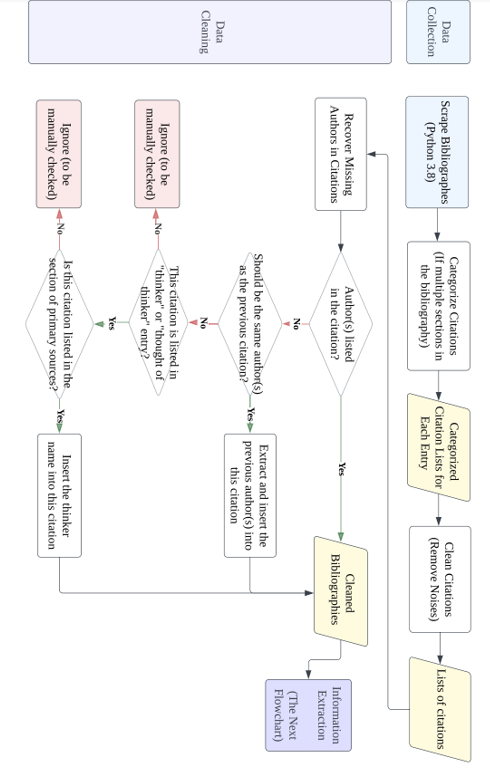 Data
Collection
Scrape Bibliographes
(Python 3.8)
Categorize Citations
(If multiple sections in
the bibliography)
Categorized
Citation Lists for
Each Entry
Clean Citations
(Remove Noises)
Lists of citations
Data
Cleaning
Recover Missing
Authors in Citations
Author(s) listed
in the citation?
Yes
Cleaned
Bibliographies
Information
Extraction
(The Next
Flowchart)
No
Should be the same author(s)
as the previous citation?
Yes
Extract and insert the
previous author(s) into
this citation
No
This citation is listed in
"thinker" or "thought of
thinker" entry?
No
Ignore (to be
manually checked)
Yes
Is this citation listed in the
section of primary sources?
No
Ignore (to be
manually checked)
Yes
Insert the thinker
name into this citation